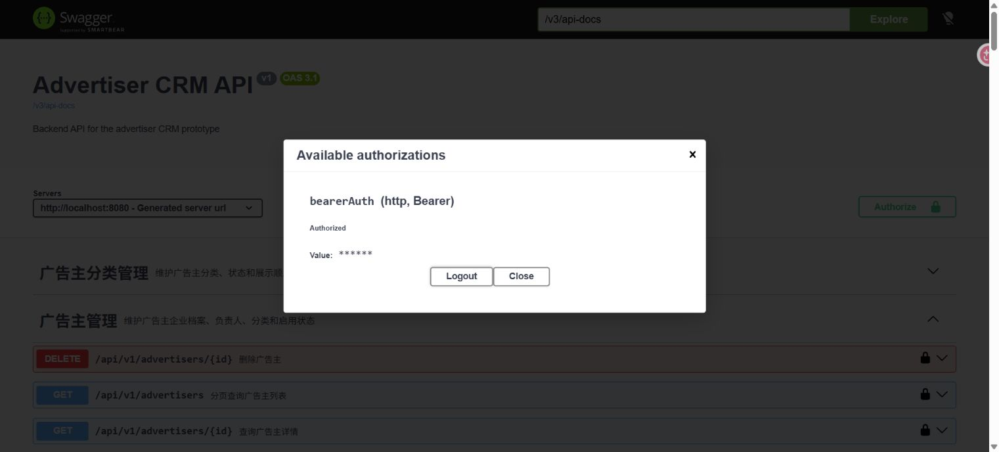 Swagger.
Supported by SMARTBEAR
/v3/api-docs
Explore
Advertiser CRM API v1 OAS 3.1
/v3/api-docs
Backend API for the advertiser CRM prototype
Available authorizations
bearerAuth (http, Bearer)
Authorized
Value: ******
Logout Close
Servers
http://localhost:8080 - Generated server url
Authorize
广告主分类管理 维护广告主分类、状态和展示顺
广告主管理 维护广告主企业档案、负责人、分类和启用状态
DELETE /api/v1/advertisers/{id} 删除广告主
GET /api/v1/advertisers 分页查询广告主列表
GET /api/v1/advertisers/{id} 查询广告主详情